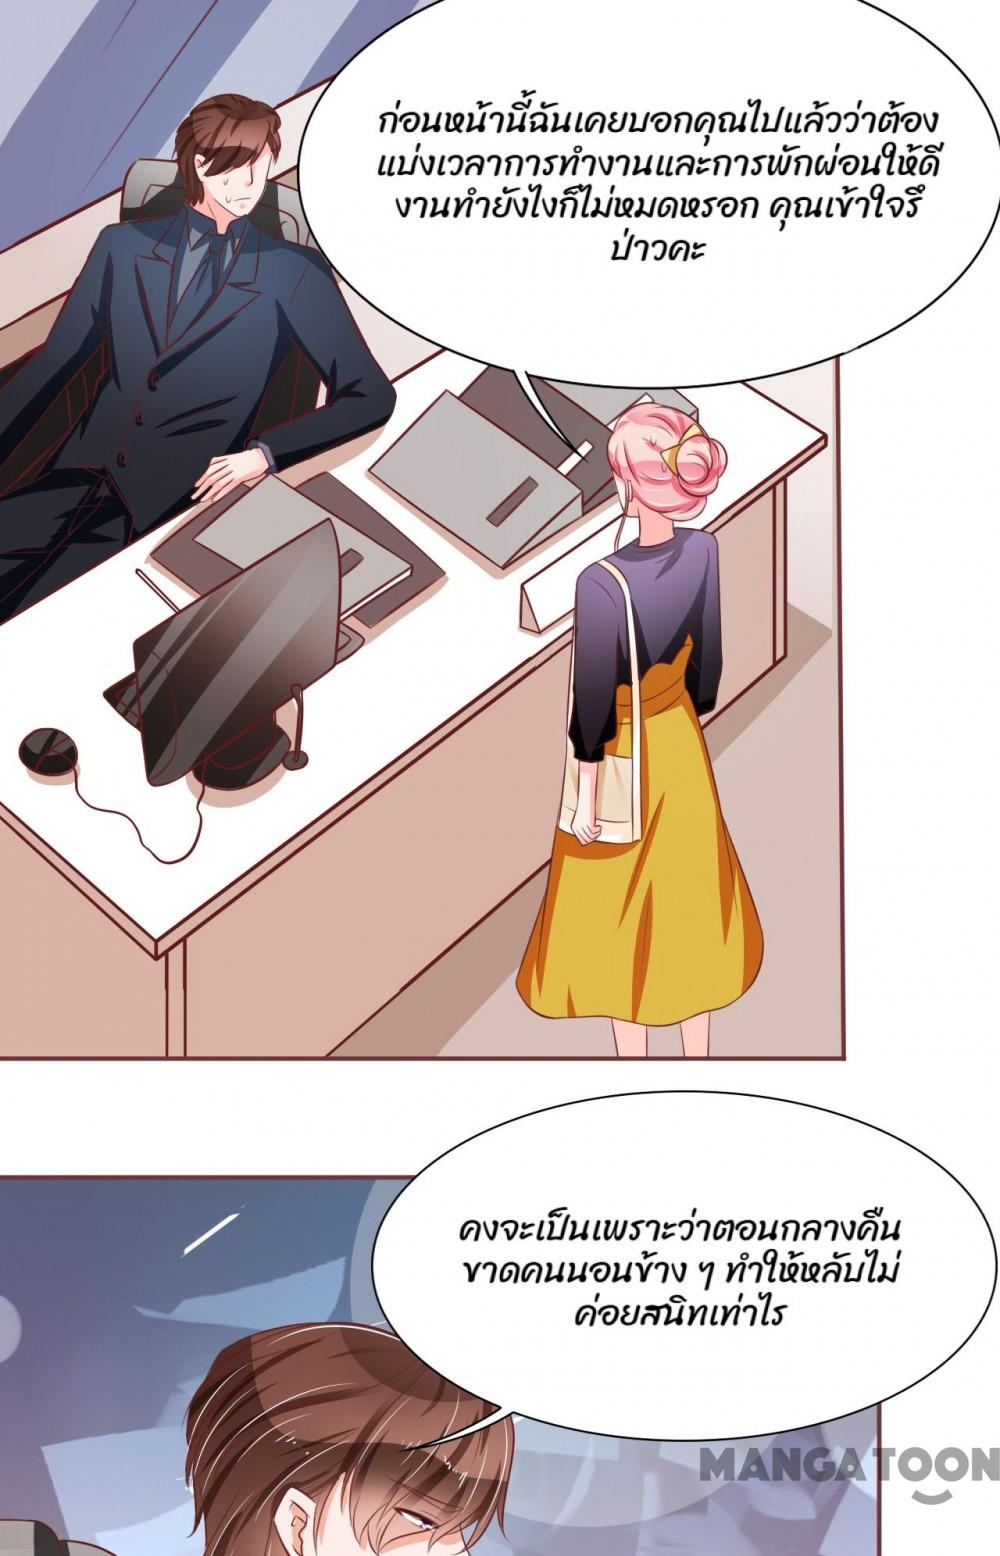 ก่อนหน้านี้ฉันเคยบอกคุณไปแล้วว่าต้อง
แบ่งเวลาการทำงานและการพักผ่อนให้ดี
งานทำยังไงก็ไม่หมดหรอก คุณเข้าใจรึ
ป่าวคะ
คงจะเป็นเพราะว่าตอนกลางคืน
ขาดคนนอนข้าง ๆ ทำให้หลับไม่
ค่อยสนิทเท่าไร
MANGATOON